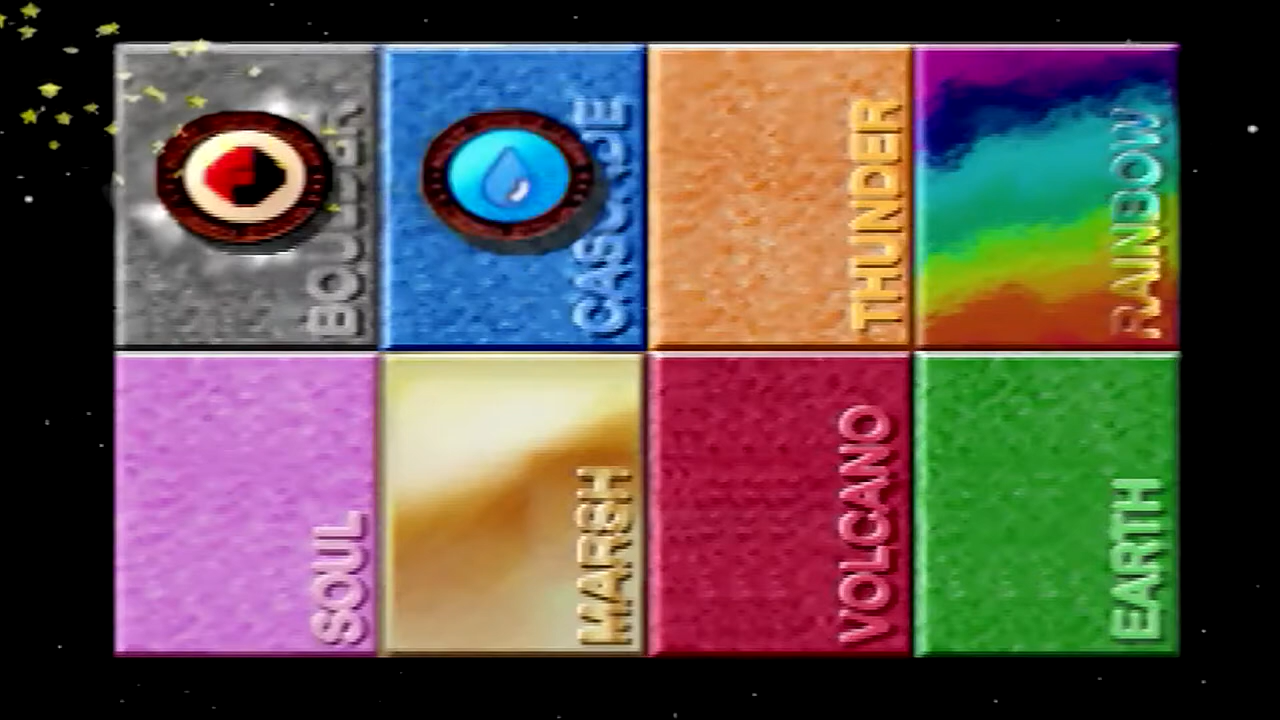 BOULDER
CASCADE
THUNDER
RAINBOW
SOUL
MARSH
VOLCANO
EARTH